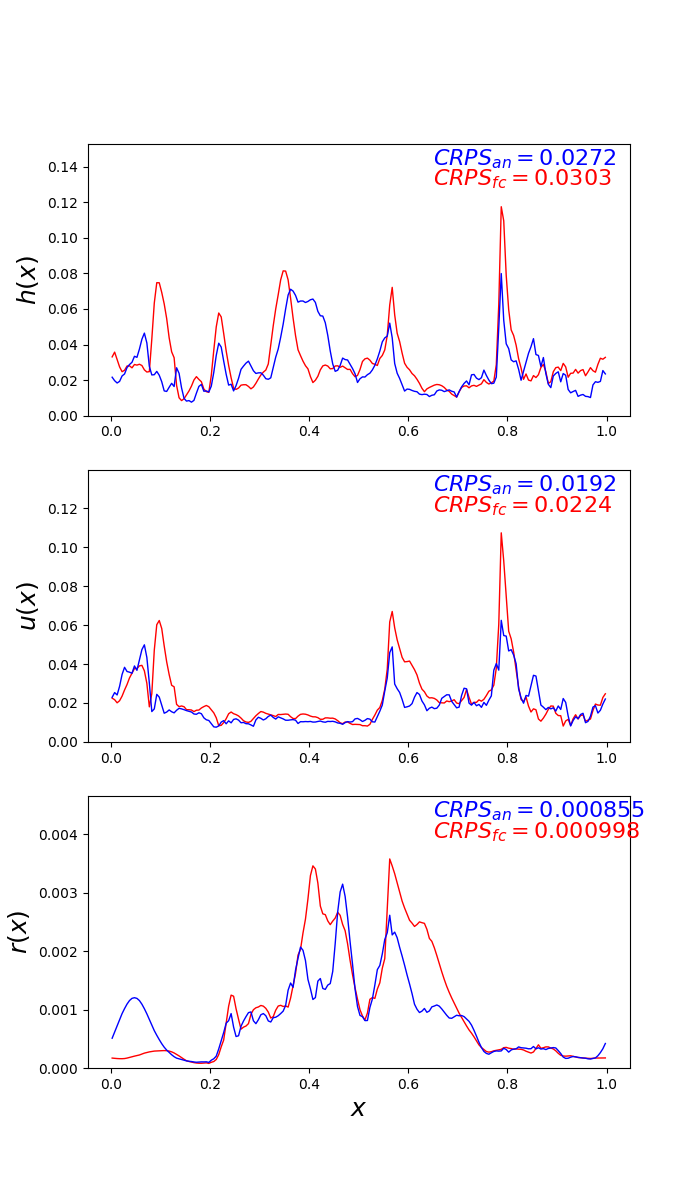 CRPS_an = 0.0272
CRPS_fc = 0.0303
0.14
0.12
0.10
0.08
0.06
0.04
0.02
0.00
h(x)
0.0 0.2 0.4 0.6 0.8 1.0
CRPS_an = 0.0192
CRPS_fc = 0.0224
0.12
0.10
0.08
0.06
0.04
0.02
0.00
u(x)
0.0 0.2 0.4 0.6 0.8 1.0
CRPS_an = 0.000855
CRPS_fc = 0.000998
0.004
0.003
0.002
0.001
0.000
r(x)
0.0 0.2 0.4 0.6 0.8 1.0
x